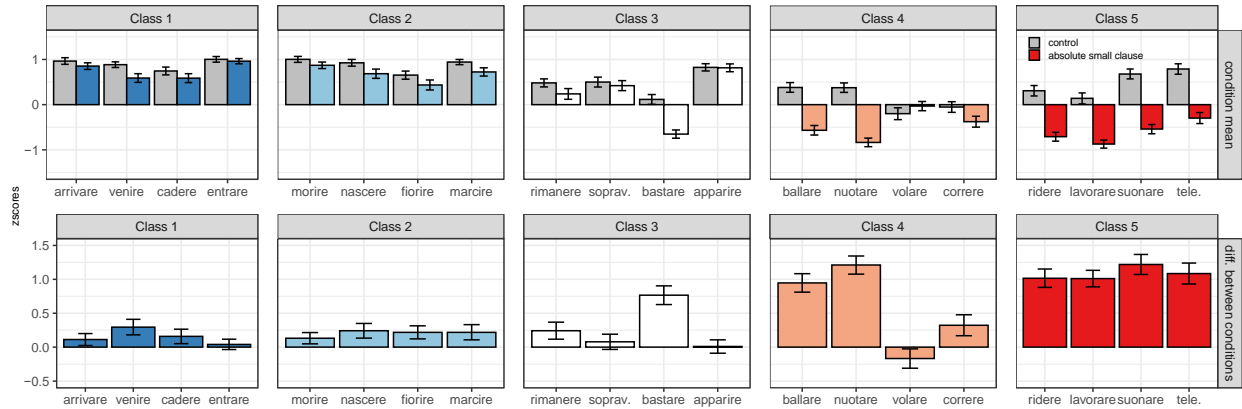 Class 1 Class 2 Class 3 Class 4 Class 5
control
absolute small clause
1
0
−1
condition mean
arrivare venire cadere entrare morire nascere fiorire marcire rimanere soprav. bastare apparire ballare nuotare volare correre ridere lavorare suonare tele.
zscores
Class 1 Class 2 Class 3 Class 4 Class 5
1.5
1.0
0.5
0.0
−0.5
diff. between conditions
arrivare venire cadere entrare morire nascere fiorire marcire rimanere soprav. bastare apparire ballare nuotare volare correre ridere lavorare suonare tele.